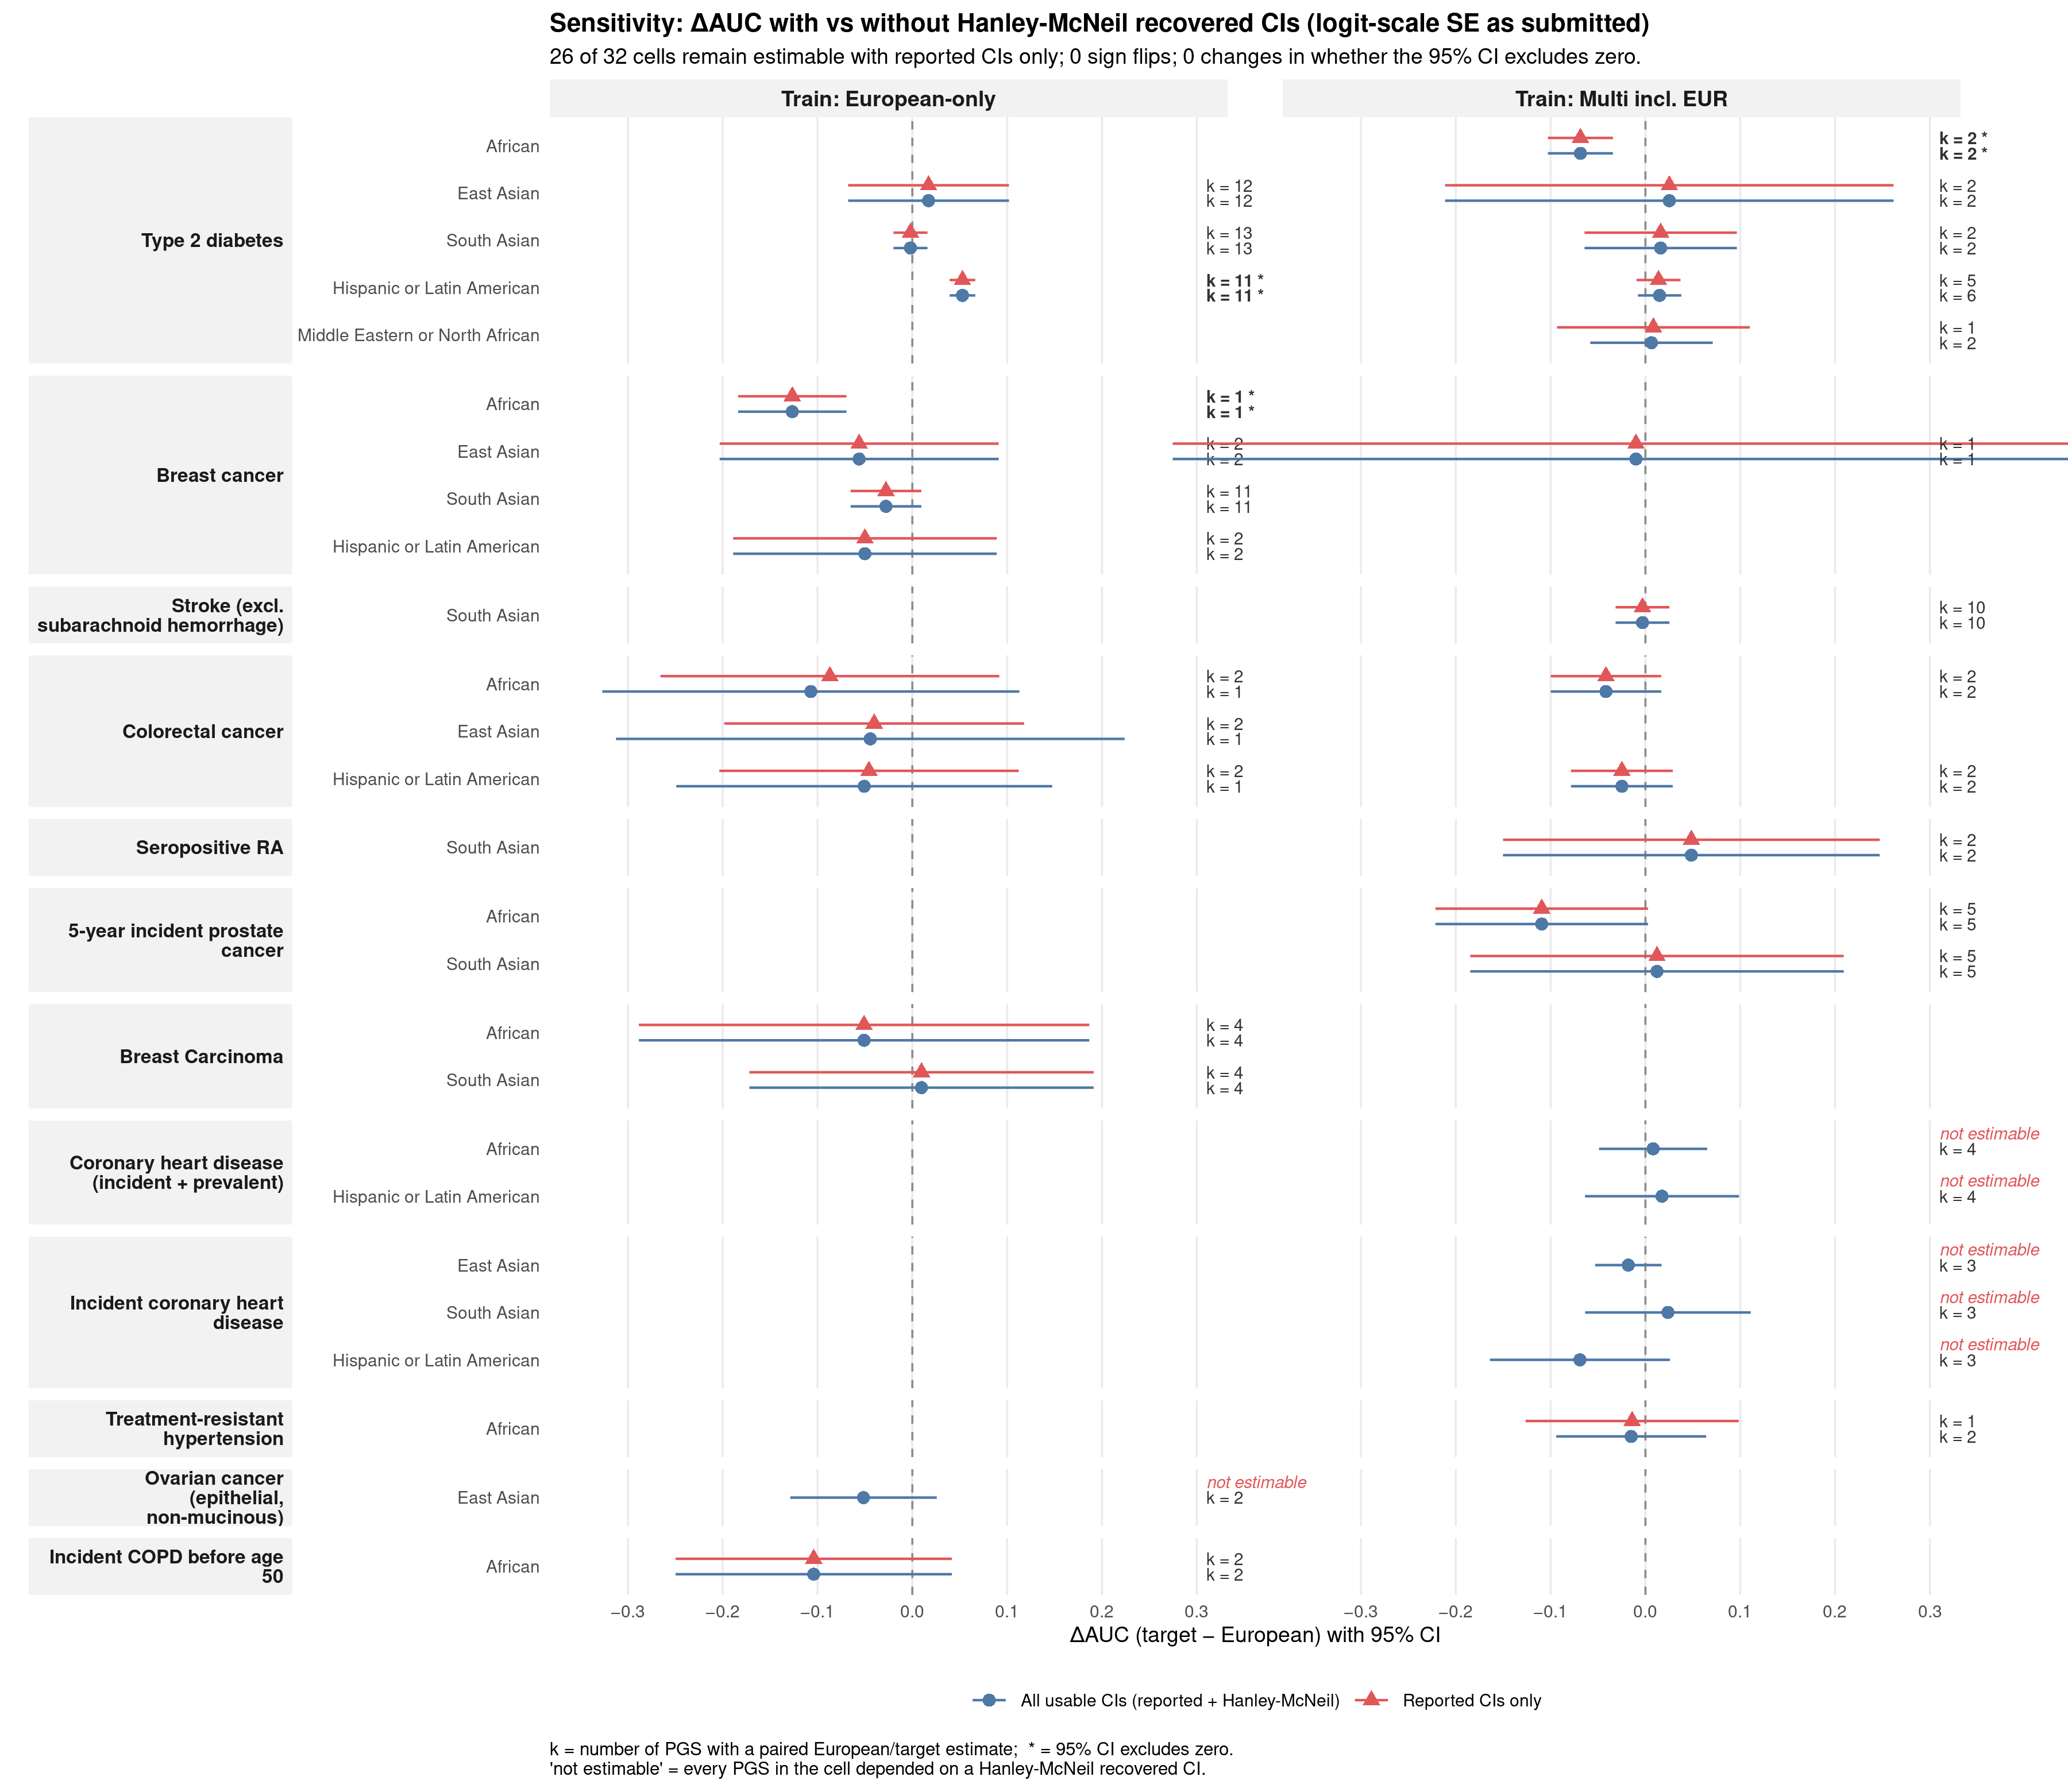 Sensitivity: ΔAUC with vs without Hanley-McNeil recovered CIs (logit-scale SE as submitted)
26 of 32 cells remain estimable with reported CIs only; 0 sign flips; 0 changes in whether the 95% CI excludes zero.
Train: European-only
Train: Multi incl. EUR
Type 2 diabetes
African
k = 2 *
k = 2 *
East Asian
k = 12
k = 12
k = 2
k = 2
South Asian
k = 13
k = 13
k = 2
k = 2
Hispanic or Latin American
k = 11 *
k = 11 *
k = 5
k = 6
Middle Eastern or North African
k = 1
k = 2
Breast cancer
African
k = 1 *
k = 1 *
East Asian
k = 2
k = 2
k = 1
k = 1
South Asian
k = 11
k = 11
Hispanic or Latin American
k = 2
k = 2
Stroke (excl.
subarachnoid hemorrhage)
South Asian
k = 10
k = 10
Colorectal cancer
African
k = 2
k = 1
k = 2
k = 2
East Asian
k = 2
k = 1
Hispanic or Latin American
k = 2
k = 1
k = 2
k = 2
Seropositive RA
South Asian
k = 2
k = 2
5-year incident prostate
cancer
African
k = 5
k = 5
South Asian
k = 5
k = 5
Breast Carcinoma
African
k = 4
k = 4
South Asian
k = 4
k = 4
Coronary heart disease
(incident + prevalent)
African
not estimable
k = 4
Hispanic or Latin American
not estimable
k = 4
Incident coronary heart
disease
East Asian
not estimable
k = 3
South Asian
not estimable
k = 3
Hispanic or Latin American
not estimable
k = 3
Treatment-resistant
hypertension
African
k = 1
k = 2
Ovarian cancer
(epithelial,
non-mucinous)
East Asian
not estimable
k = 2
Incident COPD before age
50
African
k = 2
k = 2
−0.3 −0.2 −0.1 0.0 0.1 0.2 0.3
−0.3 −0.2 −0.1 0.0 0.1 0.2 0.3
ΔAUC (target − European) with 95% CI
All usable CIs (reported + Hanley-McNeil)
Reported CIs only
k = number of PGS with a paired European/target estimate; * = 95% CI excludes zero.
'not estimable' = every PGS in the cell depended on a Hanley-McNeil recovered CI.